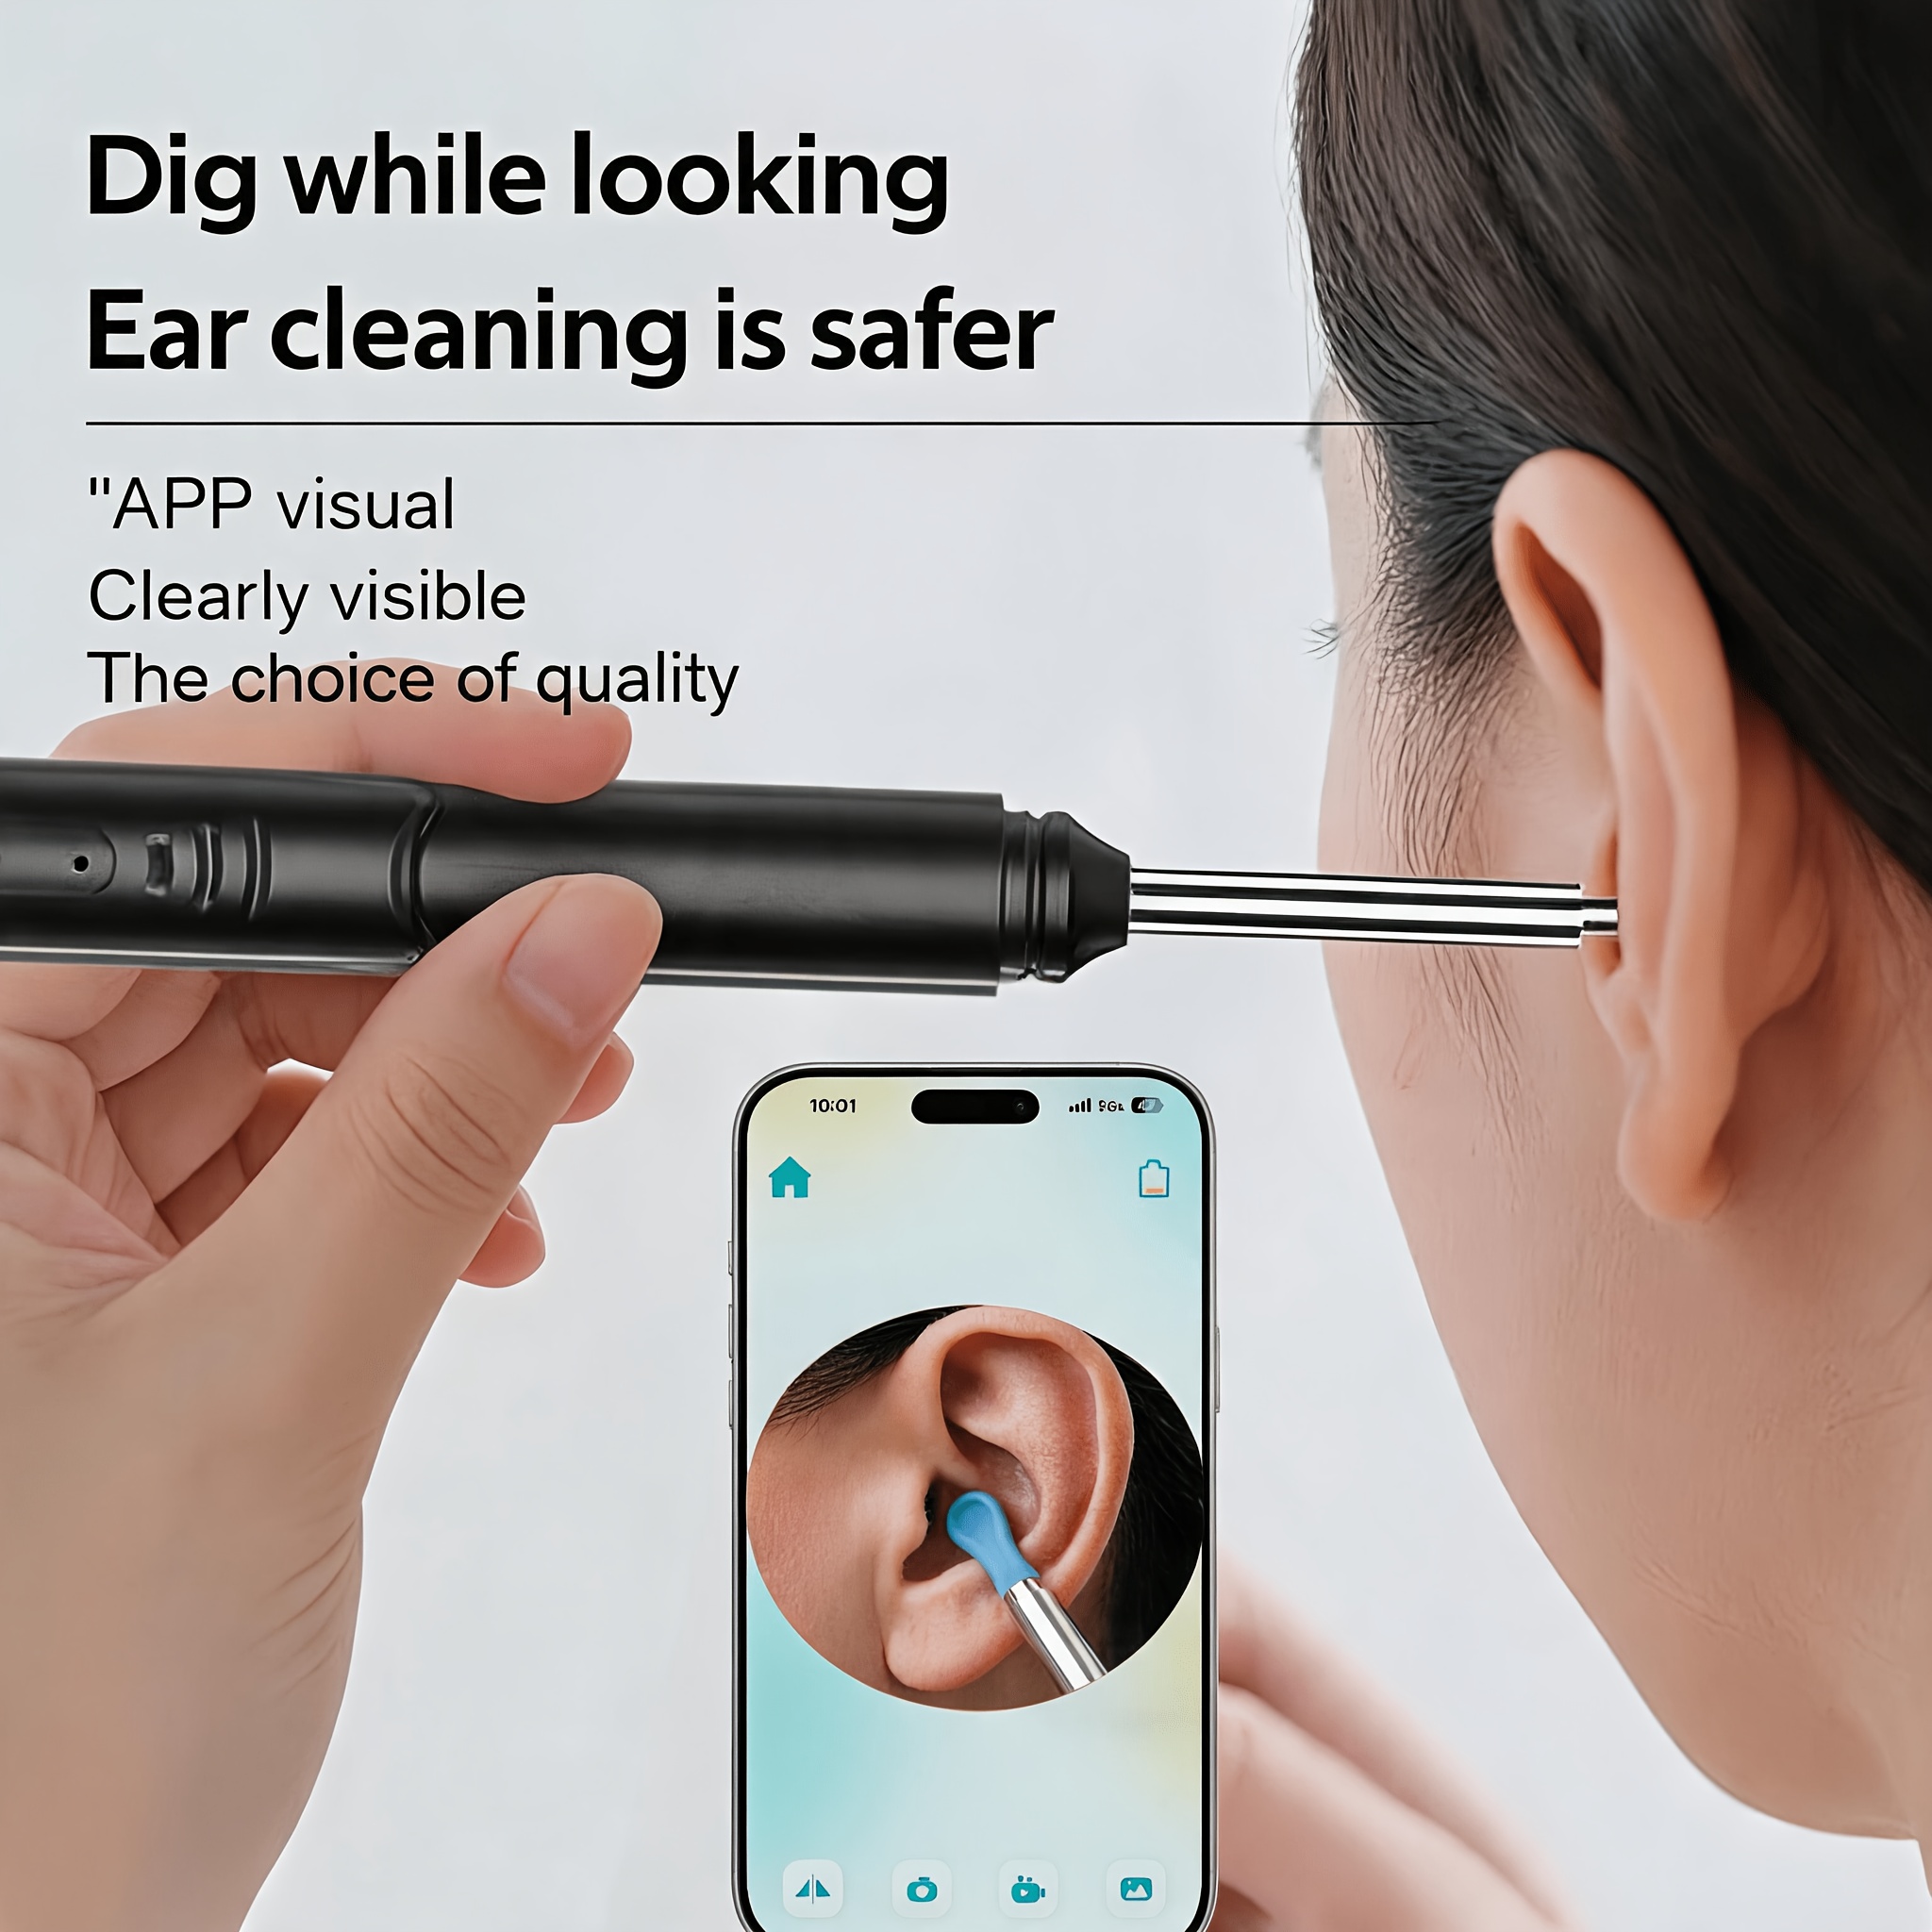 Dig while looking
Ear cleaning is safer
"APP visual
Clearly visible
The choice of quality
10:01